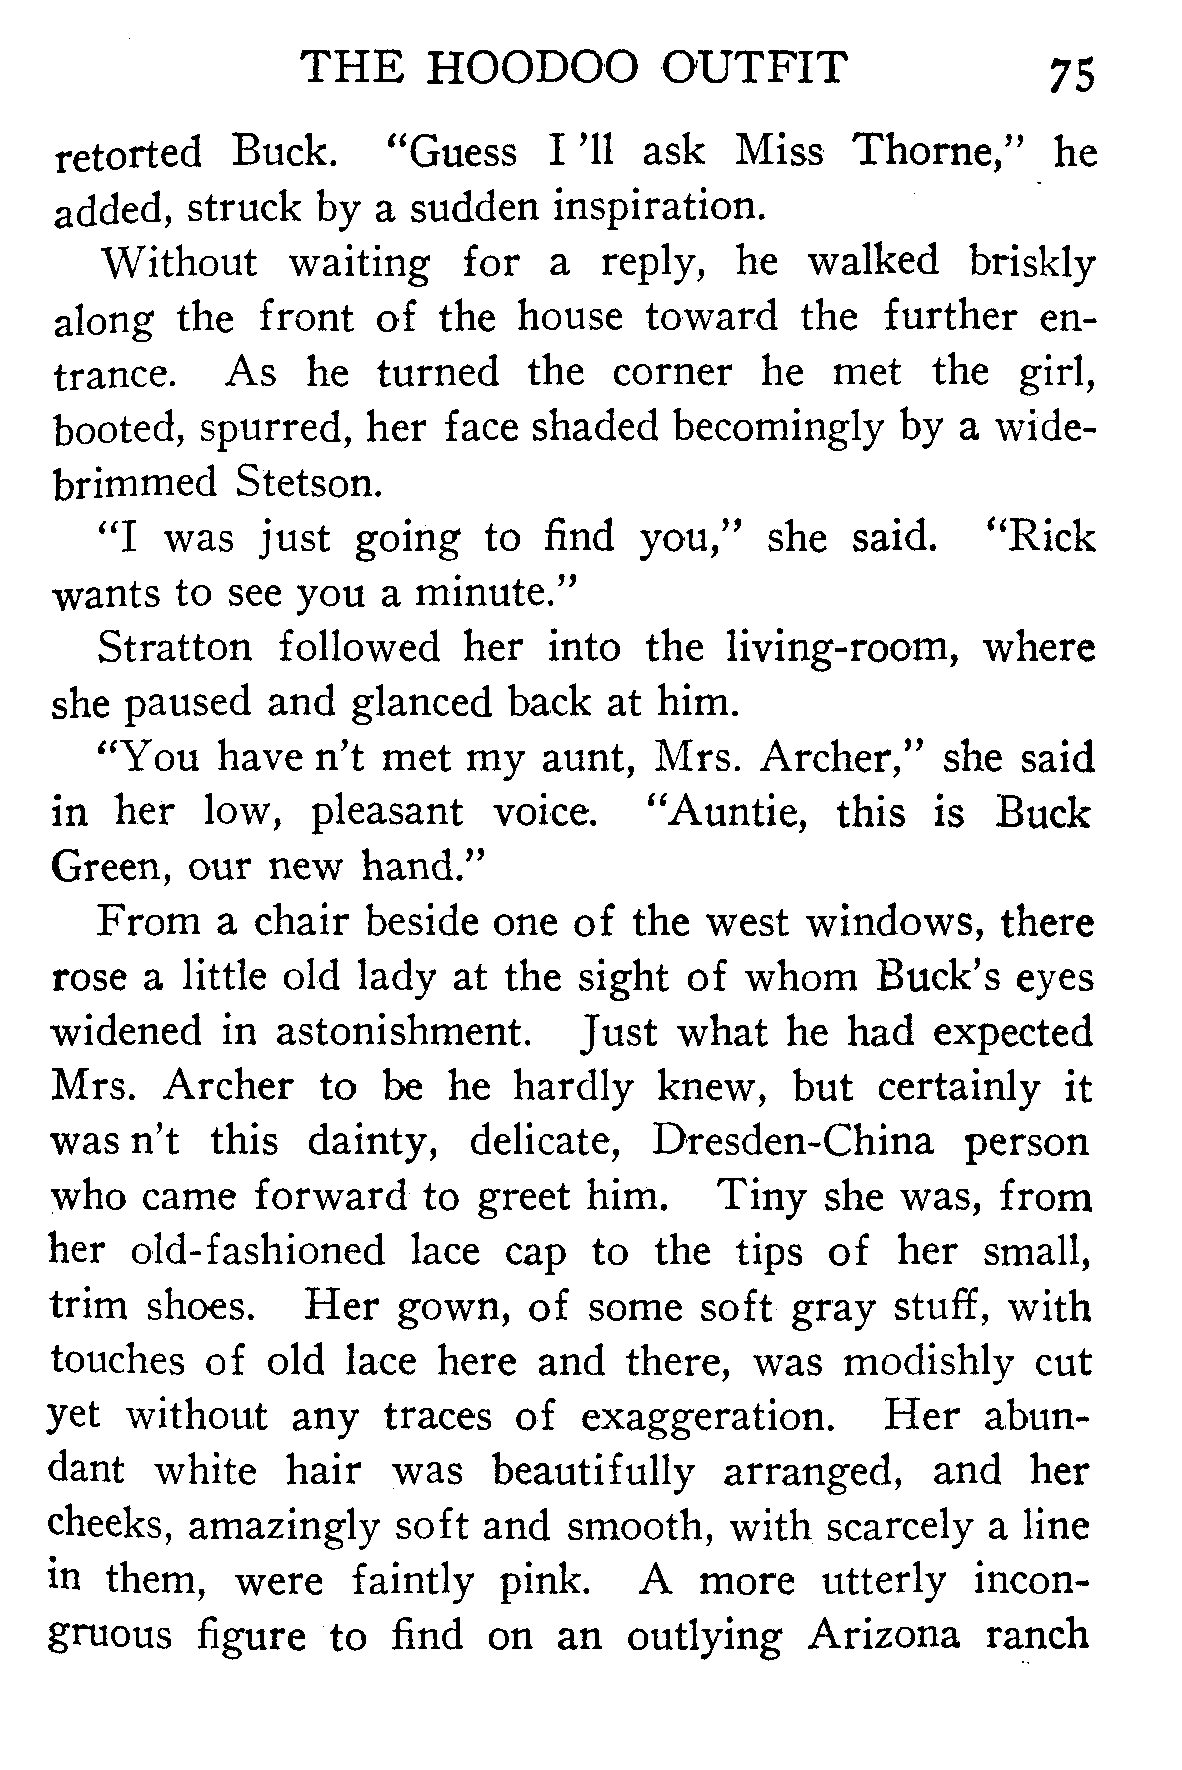 THE HOODOO OUTFIT 75
retorted Buck. “Guess I ’ll ask Miss Thorne,” he
added, struck by a sudden inspiration.
Without waiting for a reply, he walked briskly
along the front of the house toward the further en-
trance. As he turned the corner he met the girl,
booted, spurred, her face shaded becomingly by a wide-
brimmed Stetson.
“I was just going to find you,” she said. “Rick
wants to see you a minute.”
Stratton followed her into the living-room, where
she paused and glanced back at him.
“You have n’t met my aunt, Mrs. Archer,” she said
in her low, pleasant voice. “Auntie, this is Buck
Green, our new hand.”
From a chair beside one of the west windows, there
rose a little old lady at the sight of whom Buck’s eyes
widened in astonishment. Just what he had expected
Mrs. Archer to be he hardly knew, but certainly it
was n’t this dainty, delicate, Dresden-China person
who came forward to greet him. Tiny she was, from
her old-fashioned lace cap to the tips of her small,
trim shoes. Her gown, of some soft gray stuff, with
touches of old lace here and there, was modishly cut
yet without any traces of exaggeration. Her abun-
dant white hair was beautifully arranged, and her
cheeks, amazingly soft and smooth, with scarcely a line
in them, were faintly pink. A more utterly incon-
gruous figure to find on an outlying Arizona ranch